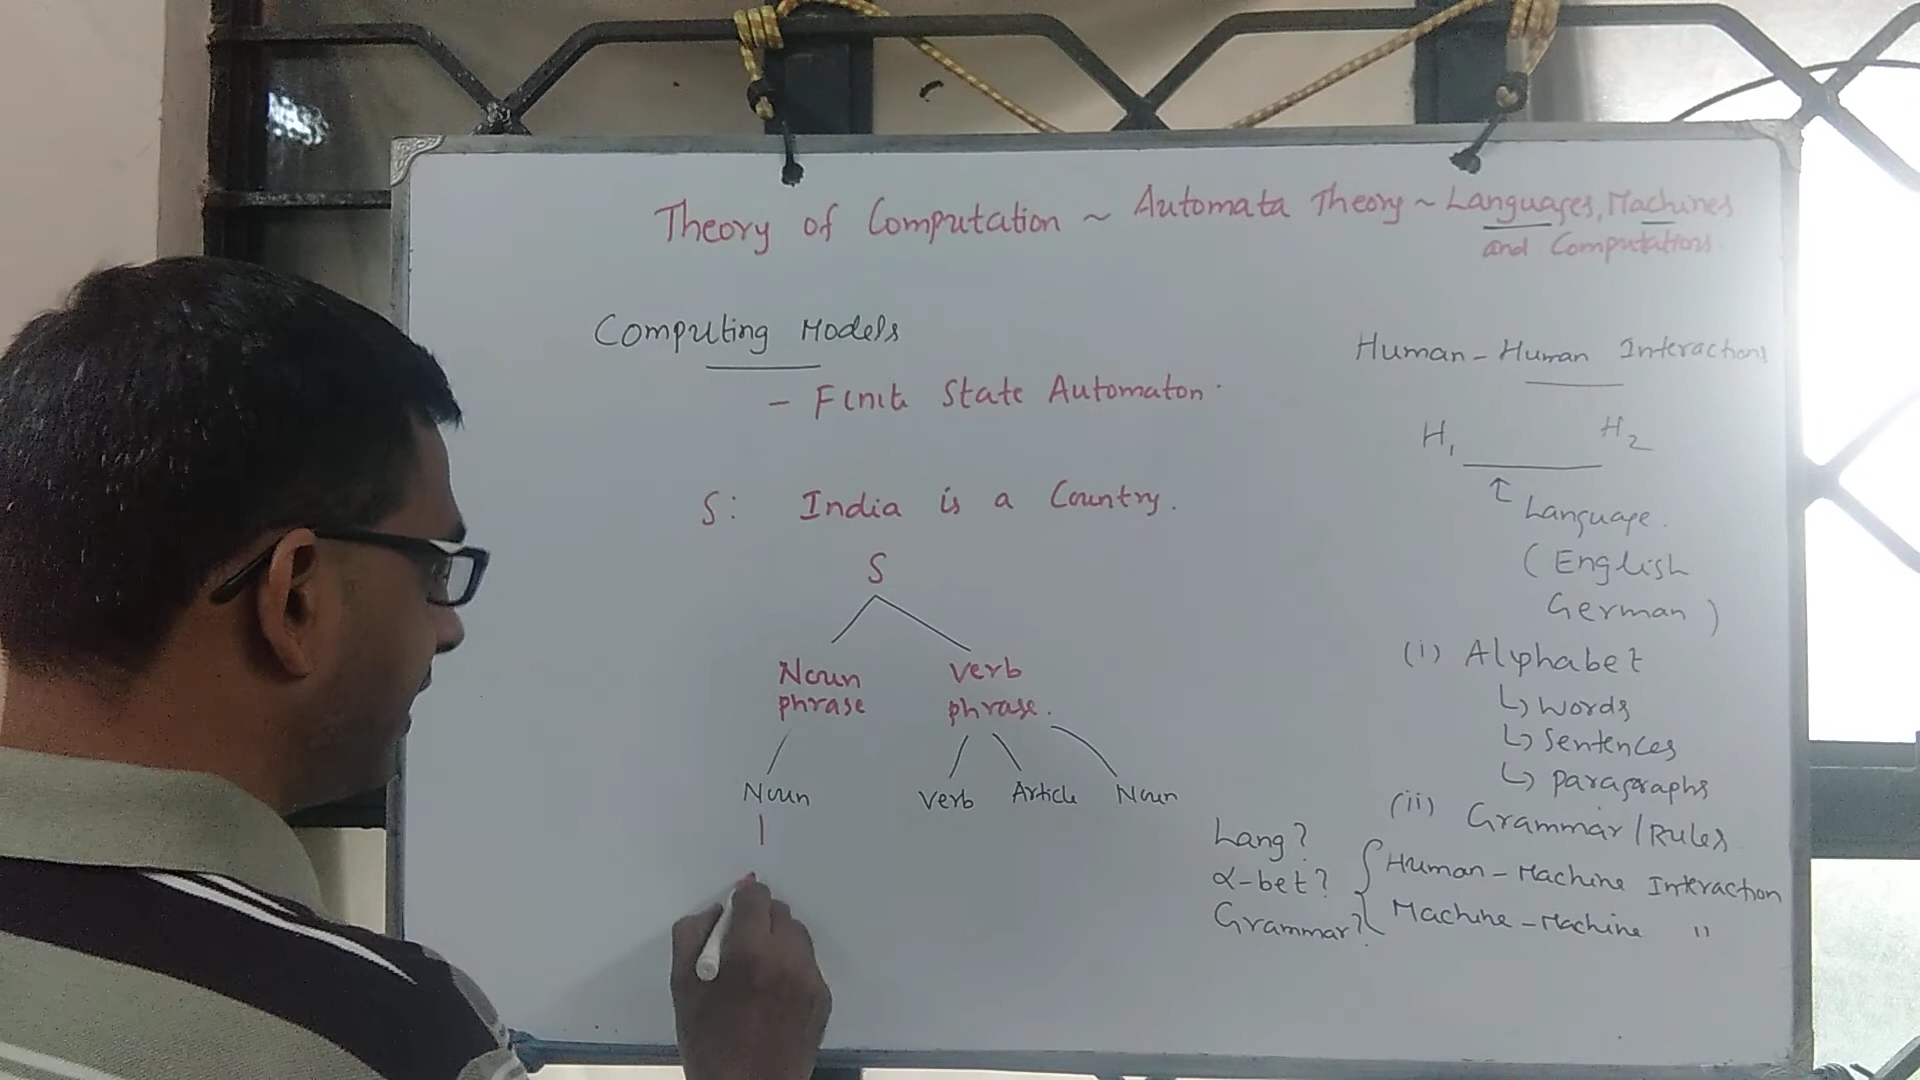 Theory of Computation ~ Automata Theory ~ Languages, Machines
and Computations.
Computing Models
- Finite State Automaton.
S: India is a Country.
S
Noun verb
phrase phrase.
Noun verb Article Noun
Human - Human Interactions
H1 H2
Language.
(English
German)
(i) Alphabet
↳ words
↳ sentences
↳ paragraphs
(ii) Grammar / Rules
Lang?
α-bet? Human - Machine Interaction
Grammar? Machine - Machine "